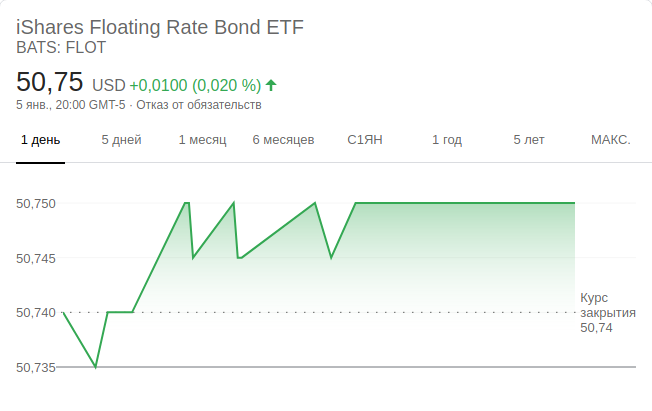 iShares Floating Rate Bond ETF
BATS: FLOT
50,75 USD +0,0100 (0,020 %)
5 янв., 20:00 GMT-5 · Отказ от обязательств
1 день 5 дней 1 месяц 6 месяцев С1ЯН 1 год 5 лет МАКС.
50,750
50,745
50,740
50,735
Курс
закрытия
50,74